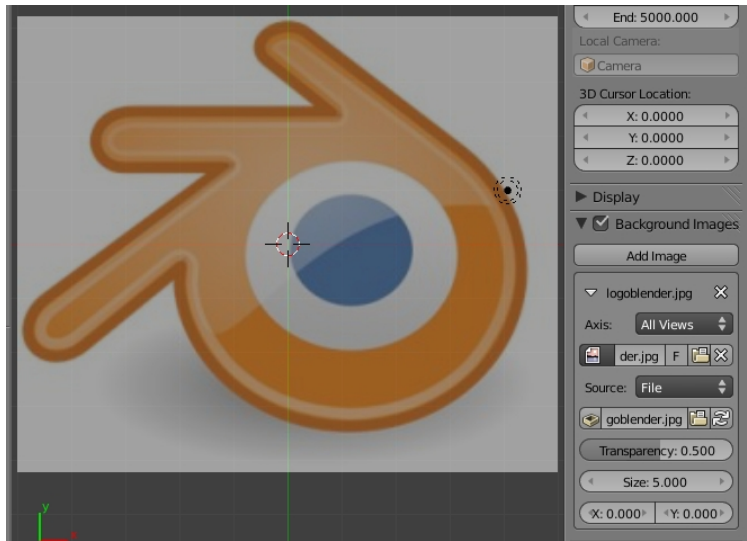 End: 5000.000
Local Camera:
Camera
3D Cursor Location:
X: 0.0000
Y: 0.0000
Z: 0.0000
Display
Background Images
Add Image
logoblender.jpg
Axis: All Views
der.jpg F
Source: File
goblender.jpg
Transparency: 0.500
Size: 5.000
X: 0.000 Y: 0.000
y
x